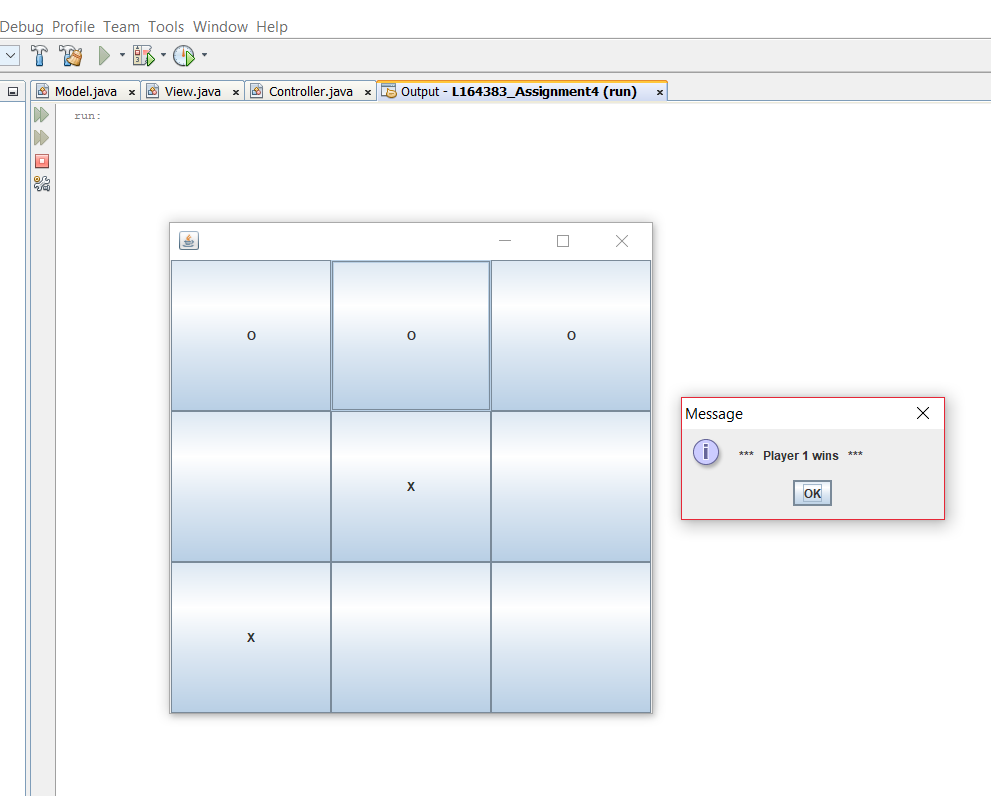 Debug Profile Team Tools Window Help
Model.java × View.java × Controller.java × Output - L164383_Assignment4 (run) ×
run:
o o o
x
x
Message
i *** Player 1 wins ***
OK